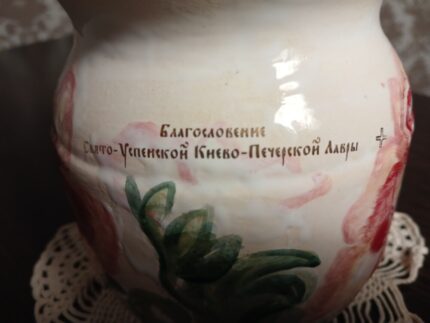 Благословение
Свято-Успенской Киево-Печерской Лавры